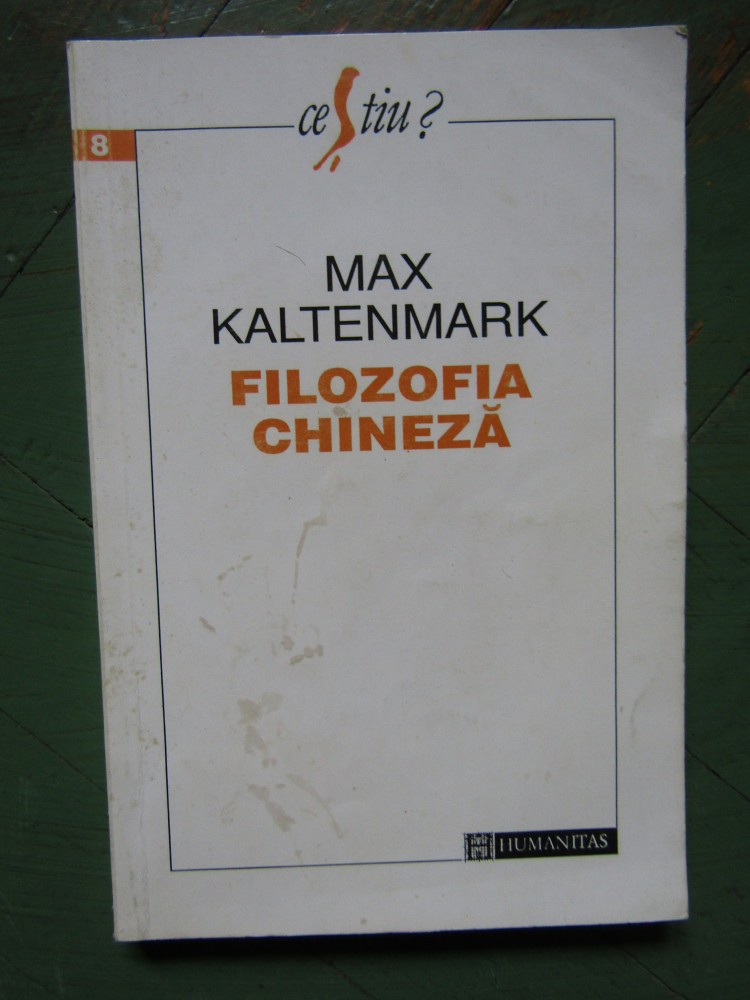 ce Știu?
8
MAX
KALTENMARK
FILOZOFIA
CHINEZĂ
HUMANITAS